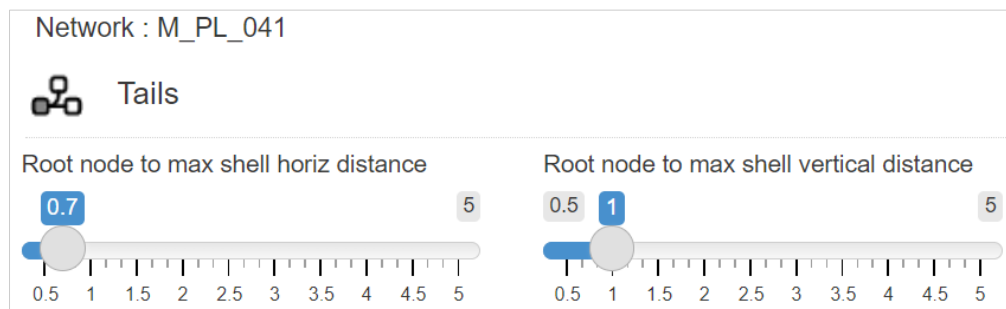 Network : M_PL_041
Tails
Root node to max shell horiz distance
0.7 5
0.5 1 1.5 2 2.5 3 3.5 4 4.5 5
Root node to max shell vertical distance
0.5 1 5
0.5 1 1.5 2 2.5 3 3.5 4 4.5 5